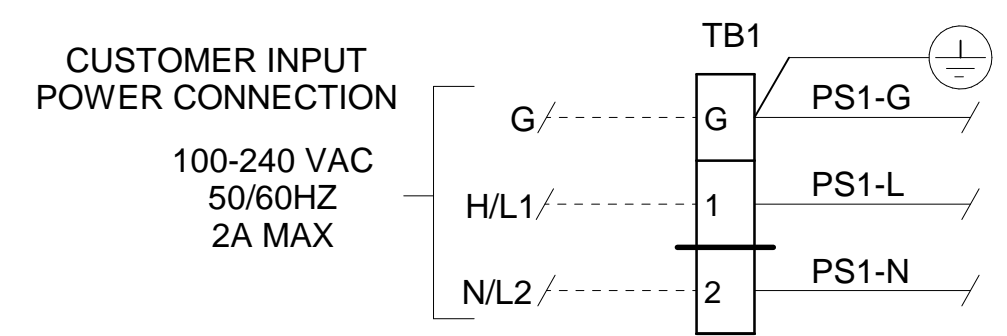 TB1
CUSTOMER INPUT
POWER CONNECTION
100-240 VAC
50/60HZ
2A MAX
G G PS1-G
H/L1 1 PS1-L
N/L2 2 PS1-N